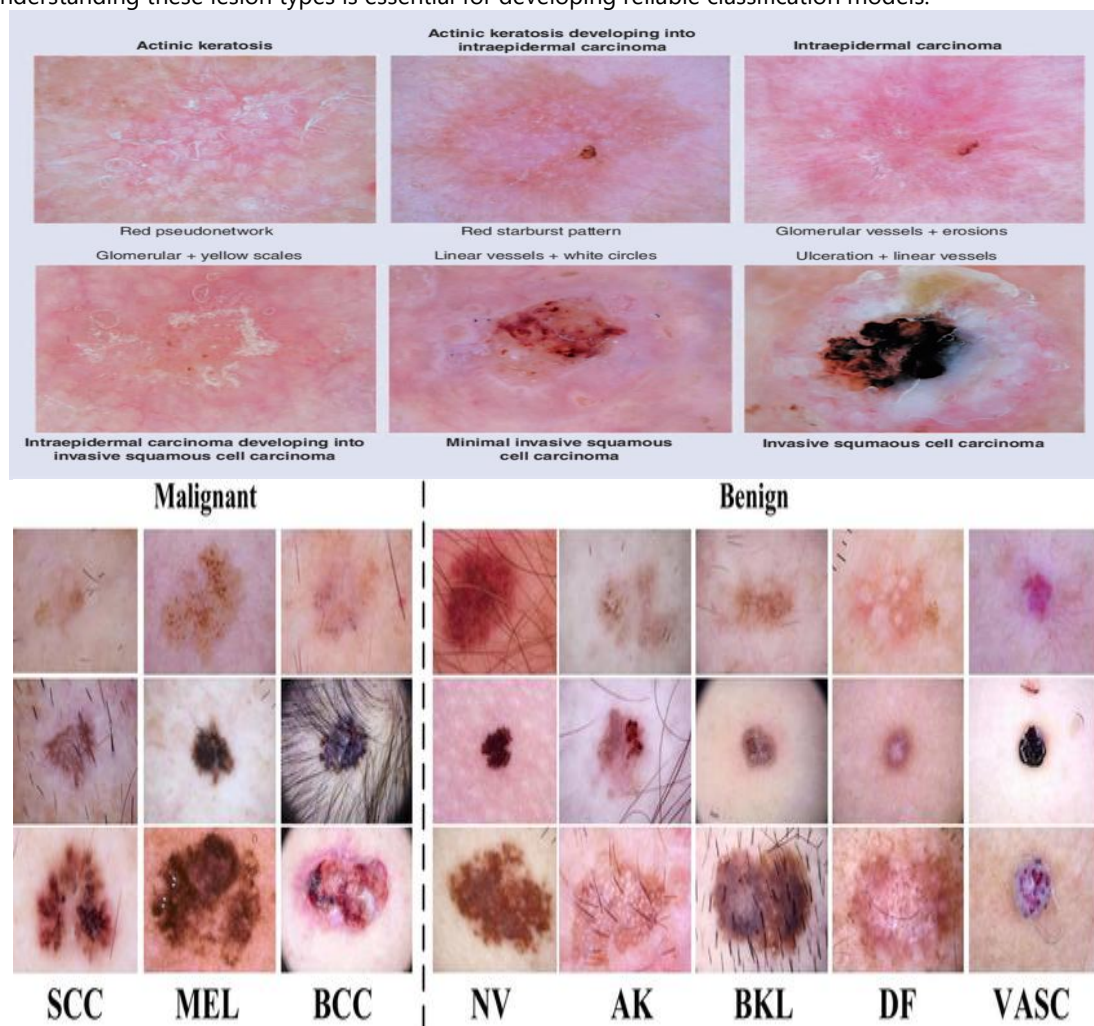 nderstanding these lesion types is essential for developing reliable classification models.
Actinic keratosis
Actinic keratosis developing into
intraepidermal carcinoma
Intraepidermal carcinoma
Red pseudonetwork
Red starburst pattern
Glomerular vessels + erosions
Glomerular + yellow scales
Linear vessels + white circles
Ulceration + linear vessels
Intraepidermal carcinoma developing into
invasive squamous cell carcinoma
Minimal invasive squamous
cell carcinoma
Invasive squmaous cell carcinoma
Malignant
Benign
SCC
MEL
BCC
NV
AK
BKL
DF
VASC